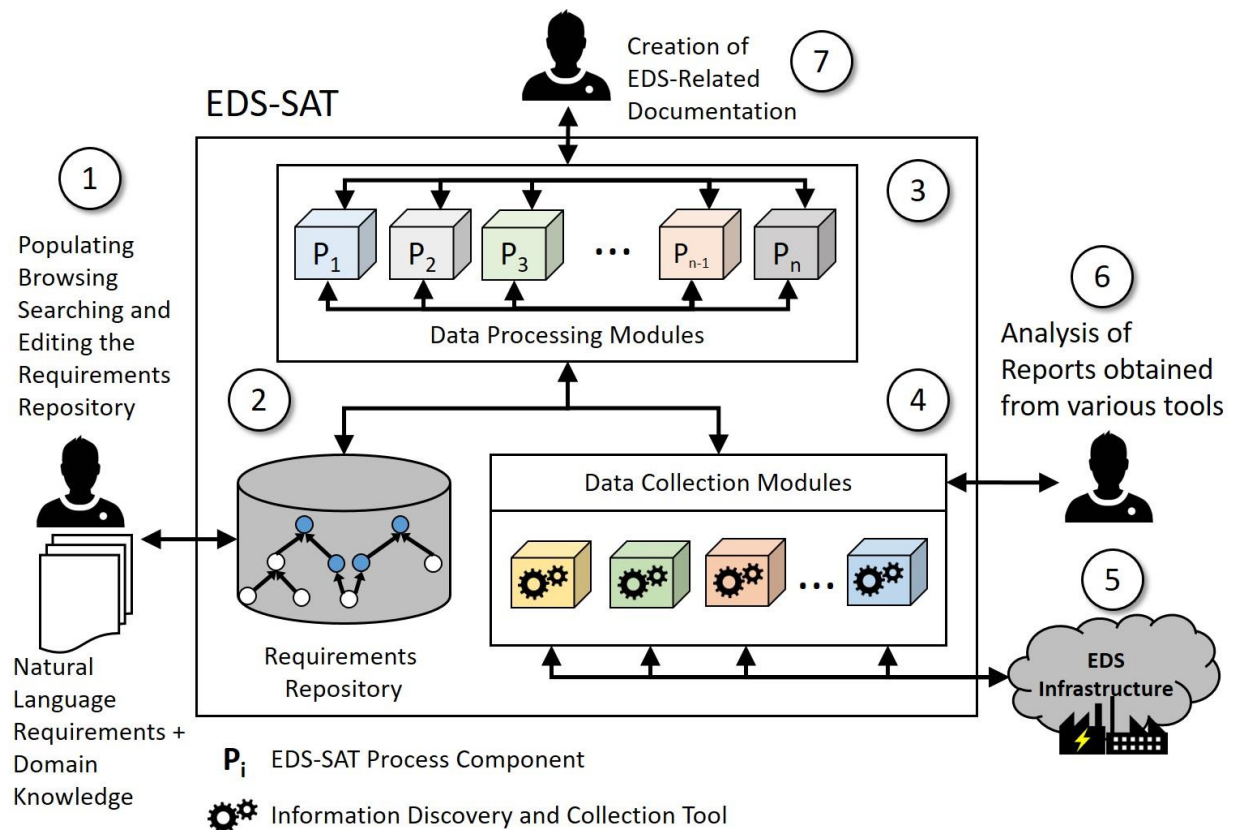 Creation of
EDS-Related
Documentation
7
EDS-SAT
1
Populating
Browsing
Searching and
Editing the
Requirements
Repository
3
P1 P2 P3 ... Pn-1 Pn
Data Processing Modules
2
4
6
Analysis of
Reports obtained
from various tools
Data Collection Modules
...
5
EDS
Infrastructure
Requirements
Repository
Natural
Language
Requirements +
Domain
Knowledge
Pi EDS-SAT Process Component
Information Discovery and Collection Tool